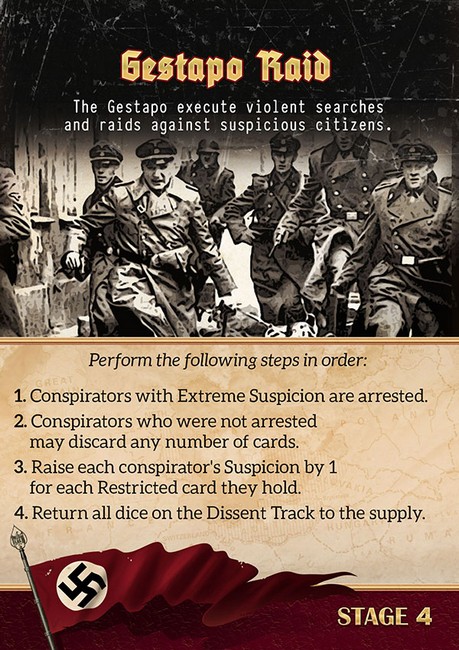 Gestapo Raid
The Gestapo execute violent searches
and raids against suspicious citizens.
Perform the following steps in order:
1. Conspirators with Extreme Suspicion are arrested.
2. Conspirators who were not arrested
may discard any number of cards.
3. Raise each conspirator's Suspicion by 1
for each Restricted card they hold.
4. Return all dice on the Dissent Track to the supply.
STAGE 4